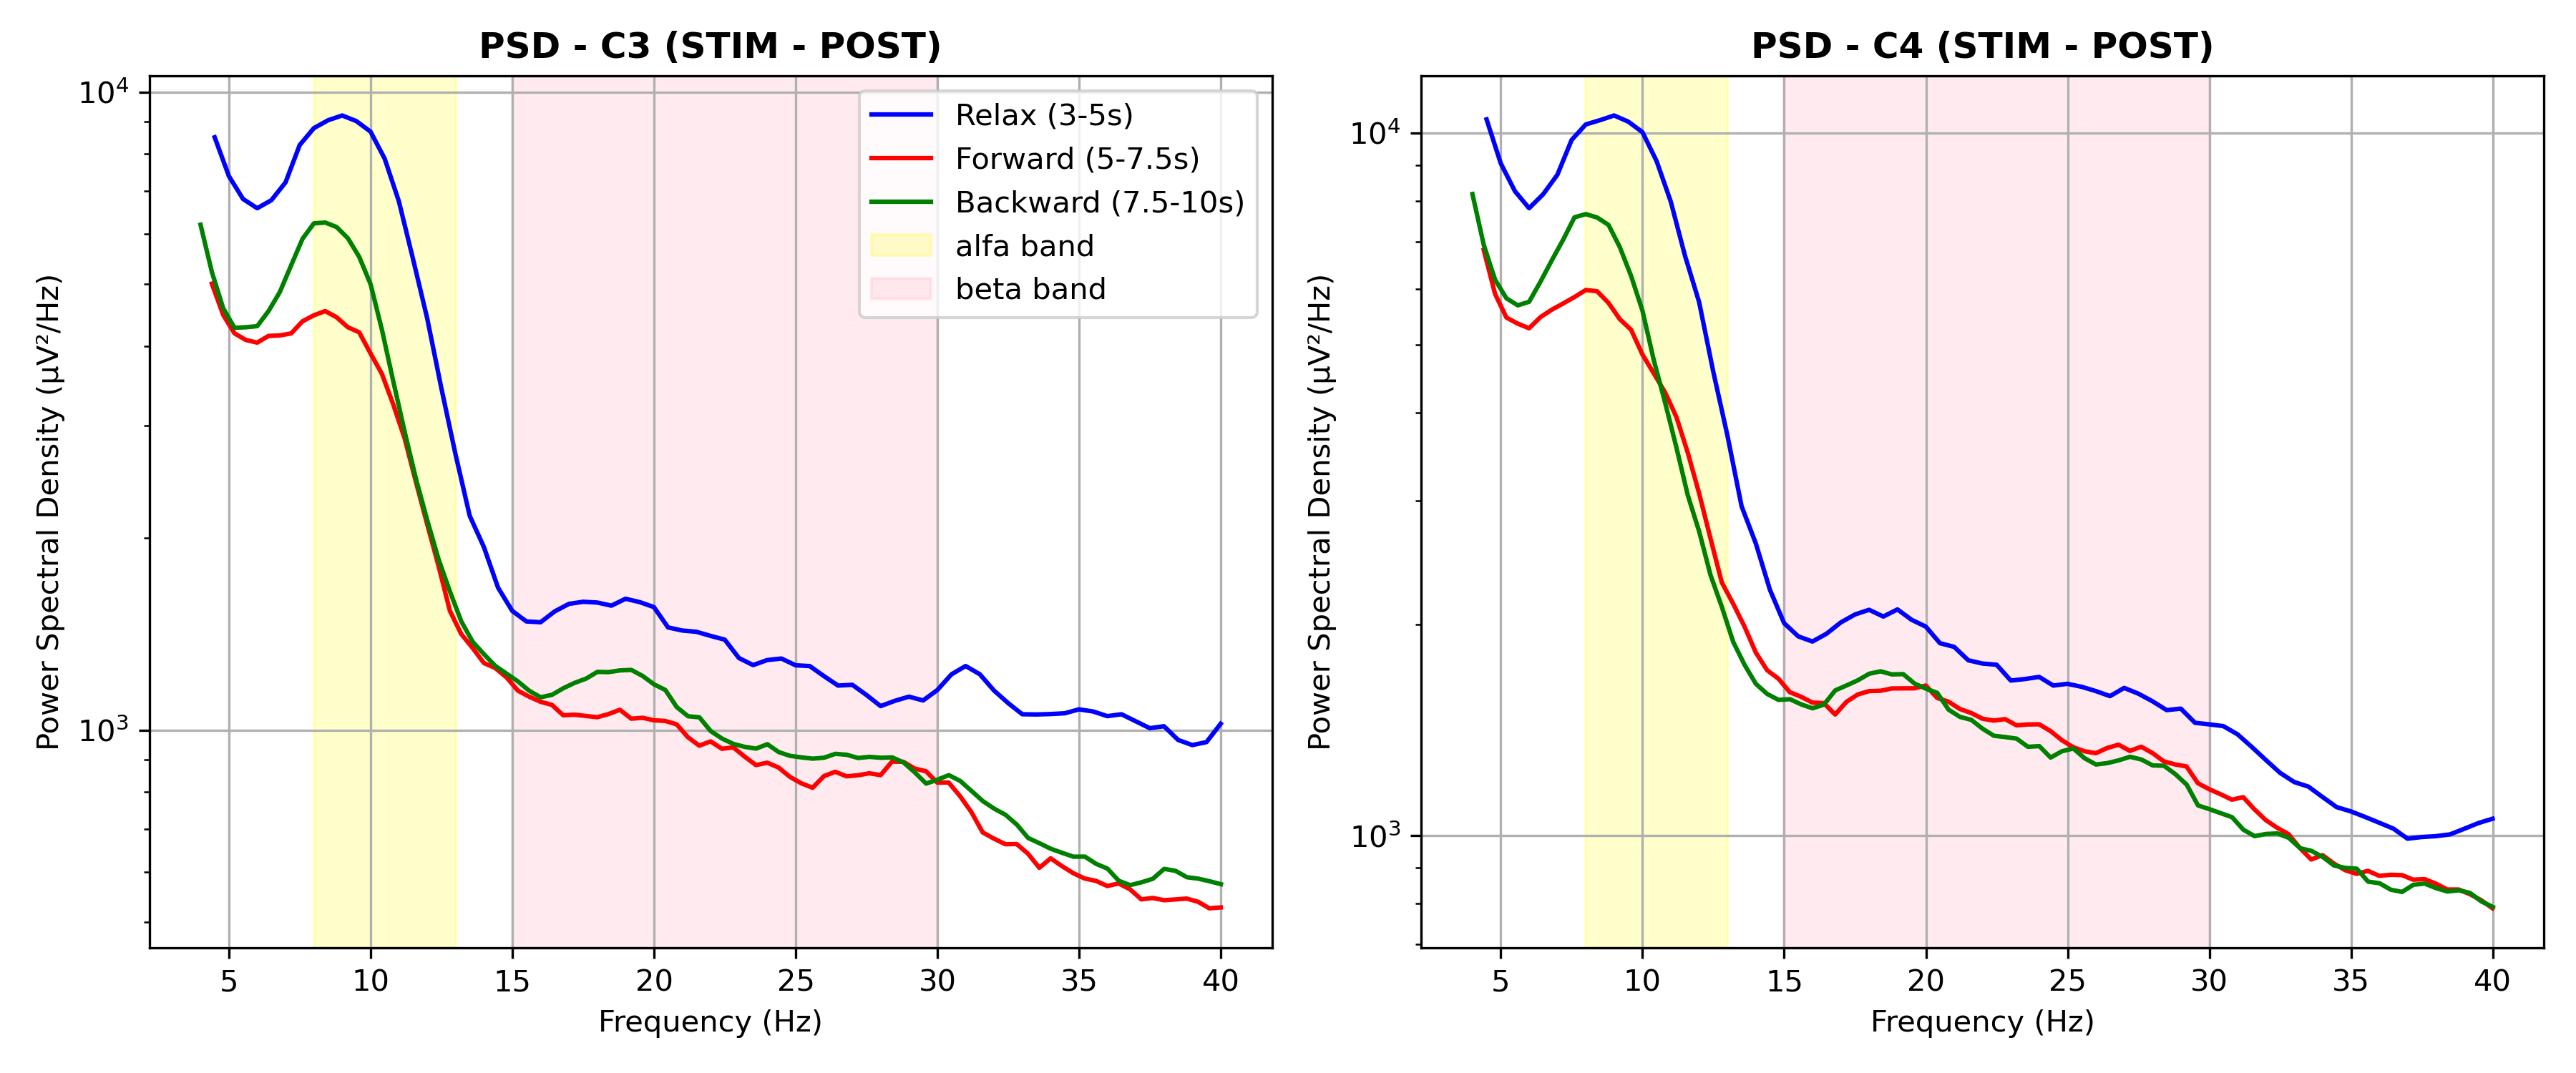 PSD - C3 (STIM - POST)
10⁴
10³
Power Spectral Density (µV²/Hz)
5 10 15 20 25 30 35 40
Frequency (Hz)
Relax (3-5s)
Forward (5-7.5s)
Backward (7.5-10s)
alfa band
beta band
PSD - C4 (STIM - POST)
10⁴
10³
Power Spectral Density (µV²/Hz)
5 10 15 20 25 30 35 40
Frequency (Hz)